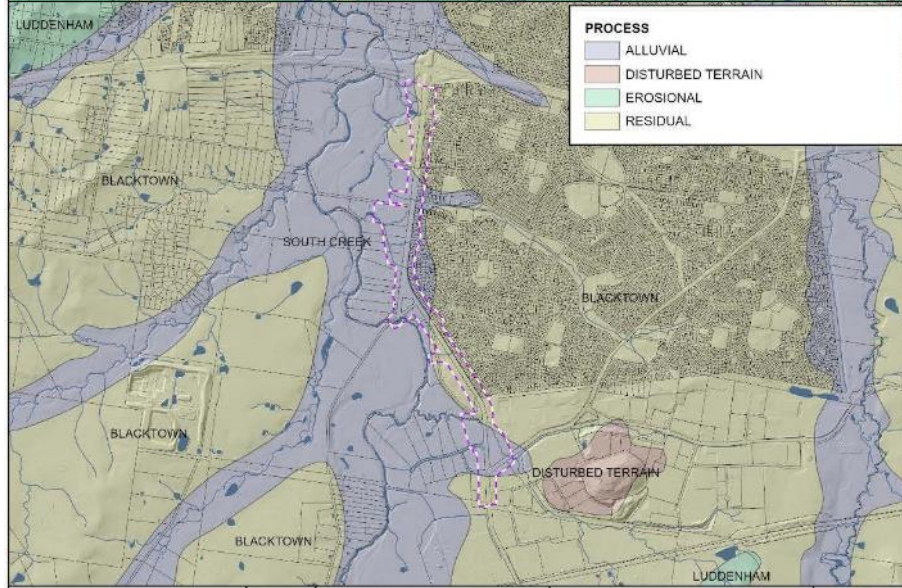 LUDDENHAM
PROCESS
ALLUVIAL
DISTURBED TERRAIN
EROSIONAL
RESIDUAL
BLACKTOWN
SOUTH CREEK
BLACKTOWN
BLACKTOWN
DISTURBED TERRAIN
BLACKTOWN
LUDDENHAM